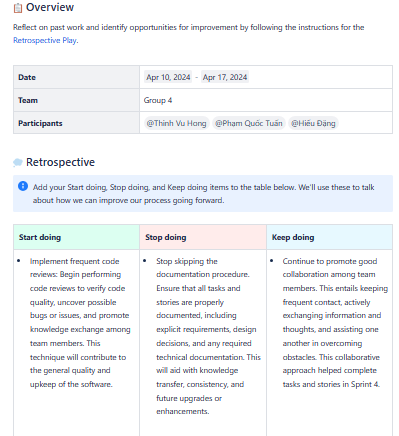 Overview
Reflect on past work and identify opportunities for improvement by following the instructions for the
Retrospective Play.
Date
Apr 10, 2024 - Apr 17, 2024
Team
Group 4
Participants
@Thinh Vu Hong @Phạm Quốc Tuấn @Hiếu Đặng
Retrospective
Add your Start doing, Stop doing, and Keep doing items to the table below. We'll use these to talk
about how we can improve our process going forward.
Start doing
Stop doing
Keep doing
• Implement frequent code
reviews: Begin performing
code reviews to verify code
quality, uncover possible
bugs or issues, and promote
knowledge exchange among
team members. This
technique will contribute to
the general quality and
upkeep of the software.
• Stop skipping the
documentation procedure.
Ensure that all tasks and
stories are properly
documented, including
explicit requirements, design
decisions, and any required
technical documentation. This
will aid with knowledge
transfer, consistency, and
future upgrades or
enhancements.
• Continue to promote good
collaboration among team
members. This entails keeping
frequent contact, actively
exchanging information and
thoughts, and assisting one
another in overcoming
obstacles. This collaborative
approach helped complete
tasks and stories in Sprint 4.